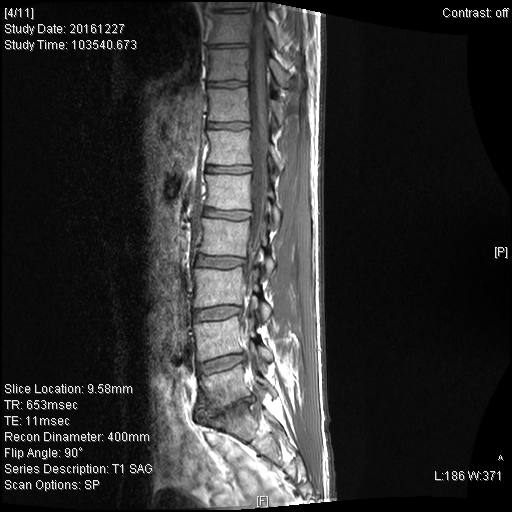 [4/11]
Study Date: 20161227
Study Time: 103540.673
Contrast: off
[P]
Slice Location: 9.58mm
TR: 653msec
TE: 11msec
Recon Dinameter: 400mm
Flip Angle: 90°
Series Description: T1 SAG
Scan Options: SP
L:186 W:371
[F]